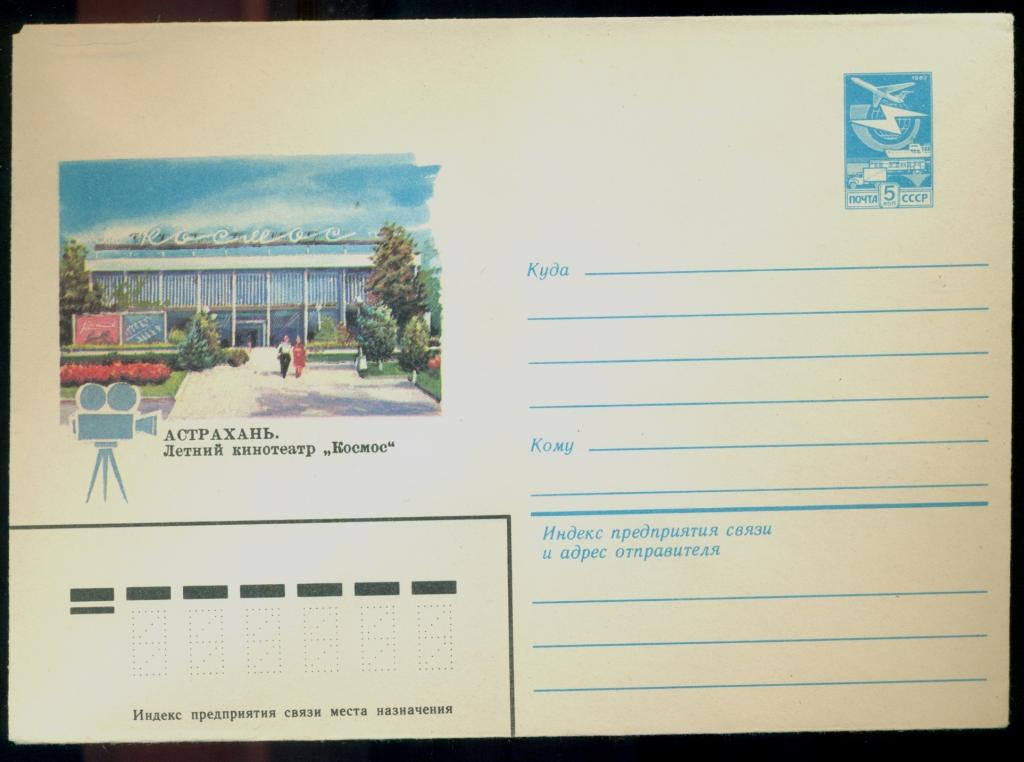 1982
ПОЧТА 5 КОП СССР
Космос
АСТРАХАНЬ.
Летний кинотеатр „Космос“
Куда
Кому
Индекс предприятия связи
и адрес отправителя
Индекс предприятия связи места назначения